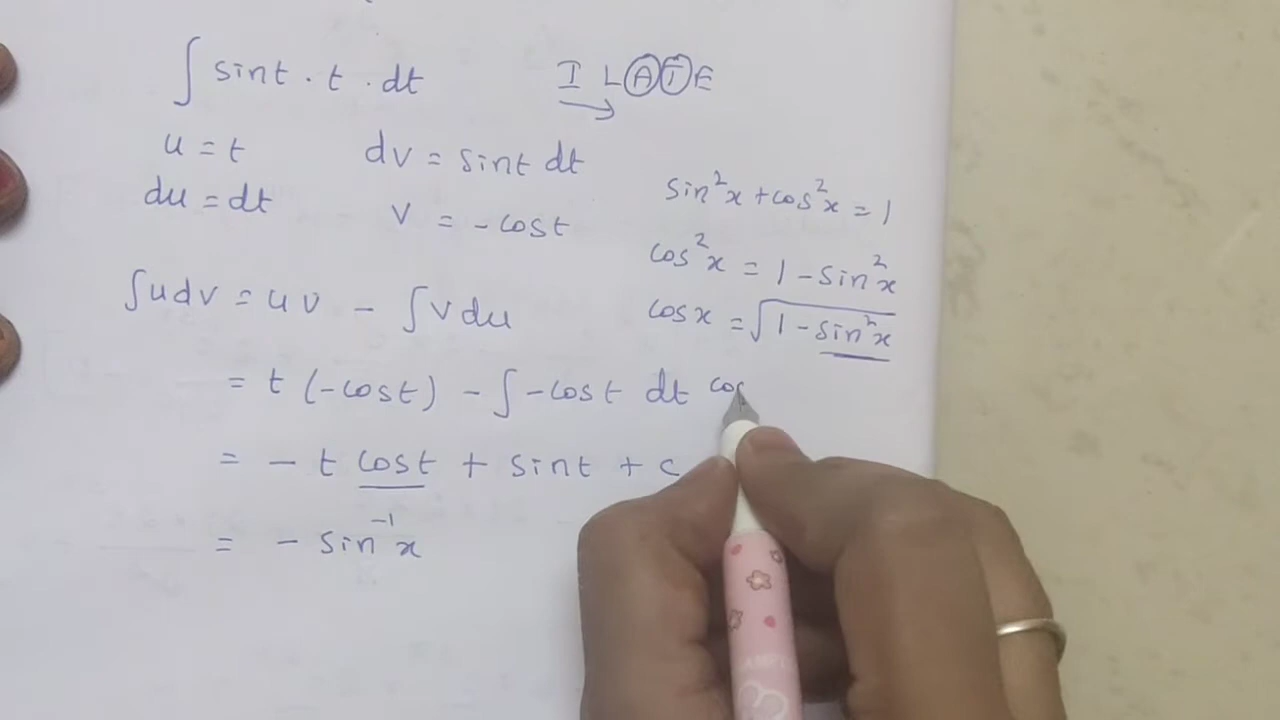 ∫ sint . t . dt
I L A T E
u = t
dv = sint dt
du = dt
v = -cost
sin²x + cos²x = 1
cos²x = 1 - sin²x
cosx = √1 - sin²x
∫udv = uv - ∫vdu
= t (-cost) - ∫-cost dt cos
= - t cost + sint + c
= - sin⁻¹x